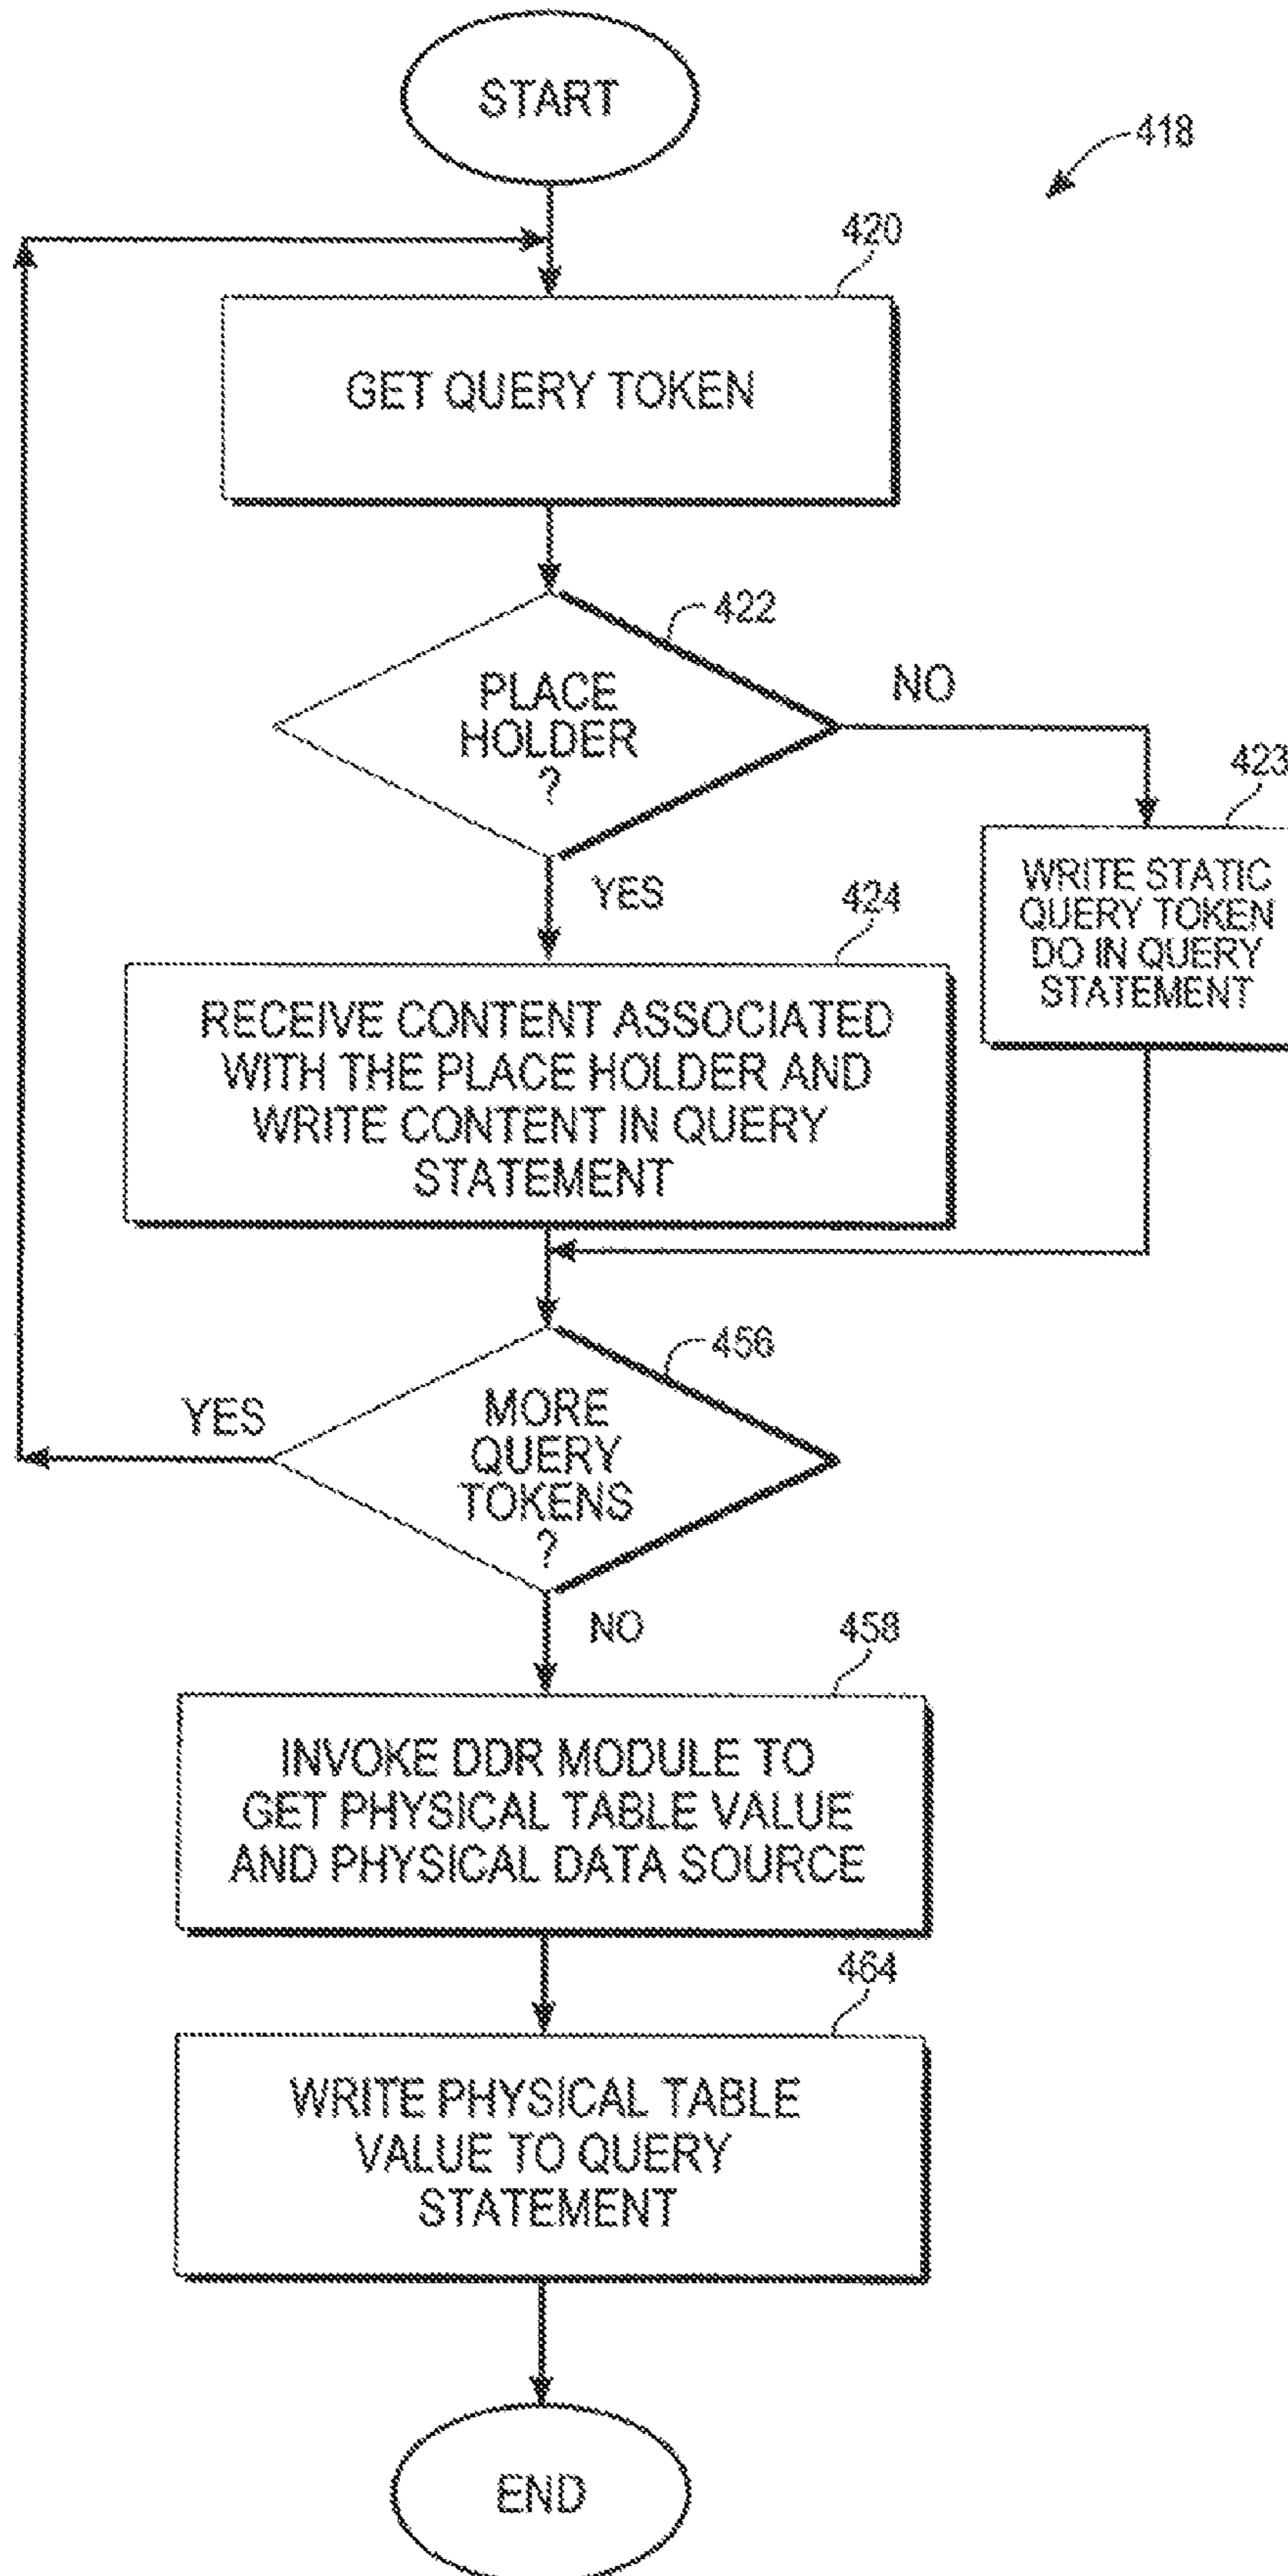 START
418
420
GET QUERY TOKEN
422
PLACE
HOLDER
?
NO
423
WRITE STATIC
QUERY TOKEN
DO IN QUERY
STATEMENT
YES
424
RECEIVE CONTENT ASSOCIATED
WITH THE PLACE HOLDER AND
WRITE CONTENT IN QUERY
STATEMENT
456
MORE
QUERY
TOKENS
?
YES
NO
458
INVOKE DDR MODULE TO
GET PHYSICAL TABLE VALUE
AND PHYSICAL DATA SOURCE
464
WRITE PHYSICAL TABLE
VALUE TO QUERY
STATEMENT
END